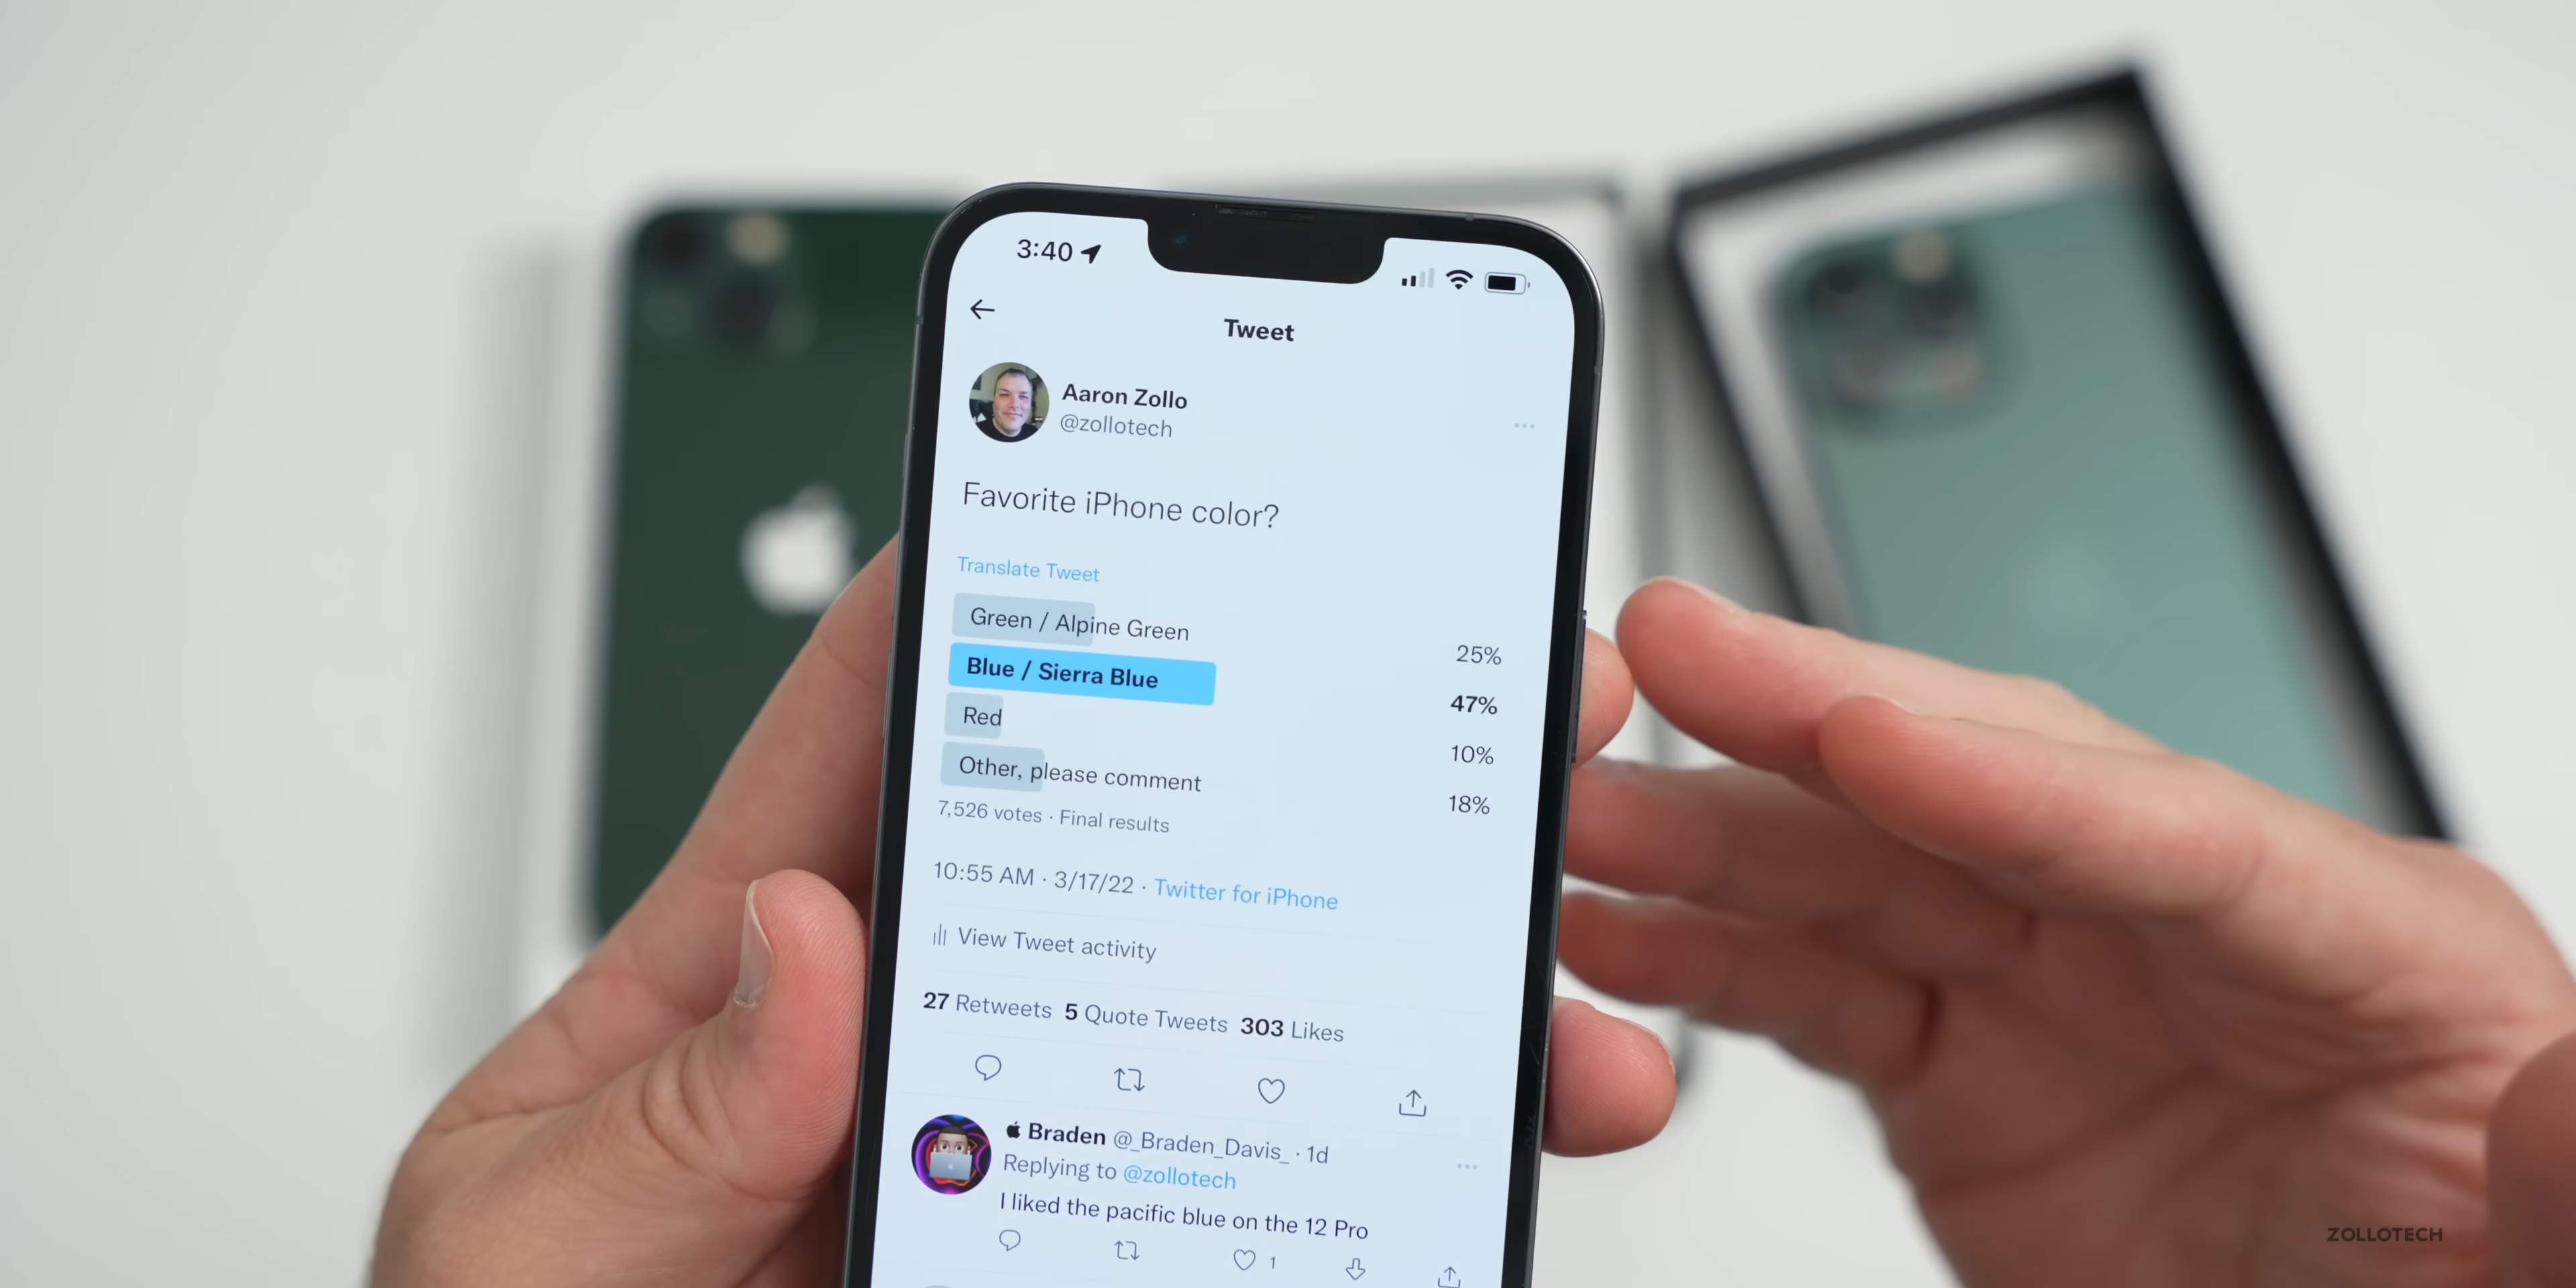 3:40
Tweet
Aaron Zollo
@zollotech
Favorite iPhone color?
Translate Tweet
Green / Alpine Green 25%
Blue / Sierra Blue 47%
Red 10%
Other, please comment 18%
7,526 votes · Final results
10:55 AM · 3/17/22 · Twitter for iPhone
View Tweet activity
27 Retweets 5 Quote Tweets 303 Likes
Braden @_Braden_Davis_ · 1d
Replying to @zollotech
I liked the pacific blue on the 12 Pro
1
ZOLLOTECH